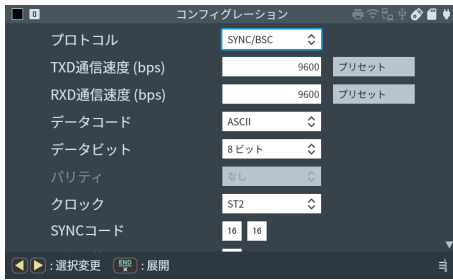 0 コンフィグレーション
プロトコル SYNC/BSC
TXD通信速度 (bps) 9600 プリセット
RXD通信速度 (bps) 9600 プリセット
データコード ASCII
データビット 8 ビット
パリティ なし
クロック ST2
SYNCコード 16 16
: 選択変更 END × : 展開